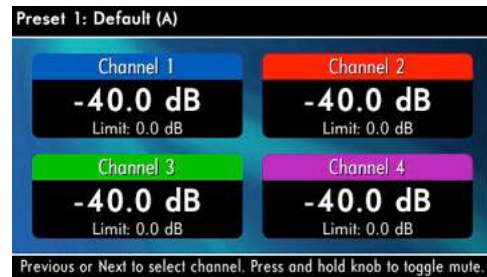 Preset 1: Default (A)
Channel 1
-40.0 dB
Limit: 0.0 dB
Channel 2
-40.0 dB
Limit: 0.0 dB
Channel 3
-40.0 dB
Limit: 0.0 dB
Channel 4
-40.0 dB
Limit: 0.0 dB
Previous or Next to select channel. Press and hold knob to toggle mute.